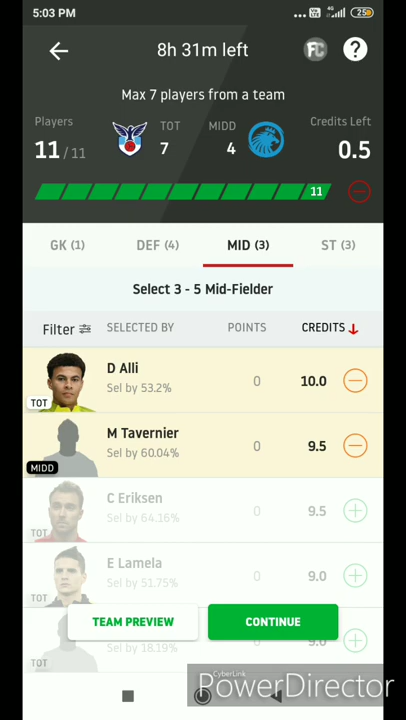 5:03 PM
25
8h 31m left
FC
?
Max 7 players from a team
Players
TOT
MIDD
Credits Left
11 / 11
7
4
0.5
11
GK (1)
DEF (4)
MID (3)
ST (3)
Select 3 - 5 Mid-Fielder
Filter
SELECTED BY
POINTS
CREDITS
D Alli
Sel by 53.2%
0
10.0
TOT
M Tavernier
Sel by 60.04%
0
9.5
MIDD
C Eriksen
Sel by 64.16%
0
9.5
TOT
E Lamela
Sel by 51.75%
0
9.0
TOT
TEAM PREVIEW
CONTINUE
Sel by 18.19%
0
9.0
TOT
CyberLink
PowerDirector